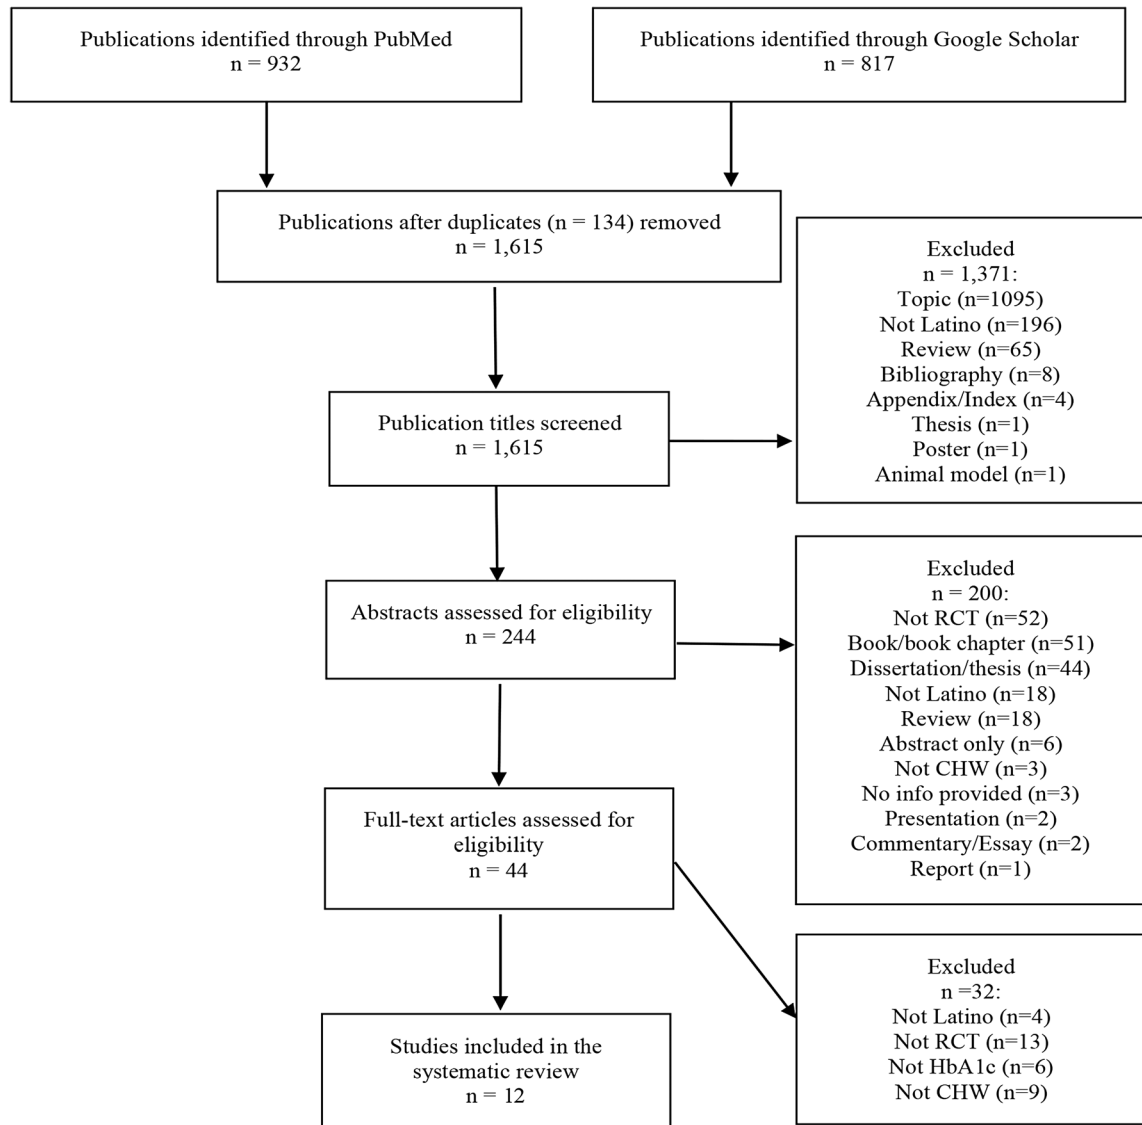 Publications identified through PubMed
n = 932
Publications identified through Google Scholar
n = 817
Publications after duplicates (n = 134) removed
n = 1,615
Publication titles screened
n = 1,615
Excluded
n = 1,371:
Topic (n=1095)
Not Latino (n=196)
Review (n=65)
Bibliography (n=8)
Appendix/Index (n=4)
Thesis (n=1)
Poster (n=1)
Animal model (n=1)
Abstracts assessed for eligibility
n = 244
Excluded
n = 200:
Not RCT (n=52)
Book/book chapter (n=51)
Dissertation/thesis (n=44)
Not Latino (n=18)
Review (n=18)
Abstract only (n=6)
Not CHW (n=3)
No info provided (n=3)
Presentation (n=2)
Commentary/Essay (n=2)
Report (n=1)
Full-text articles assessed for
eligibility
n = 44
Excluded
n =32:
Not Latino (n=4)
Not RCT (n=13)
Not HbA1c (n=6)
Not CHW (n=9)
Studies included in the
systematic review
n = 12